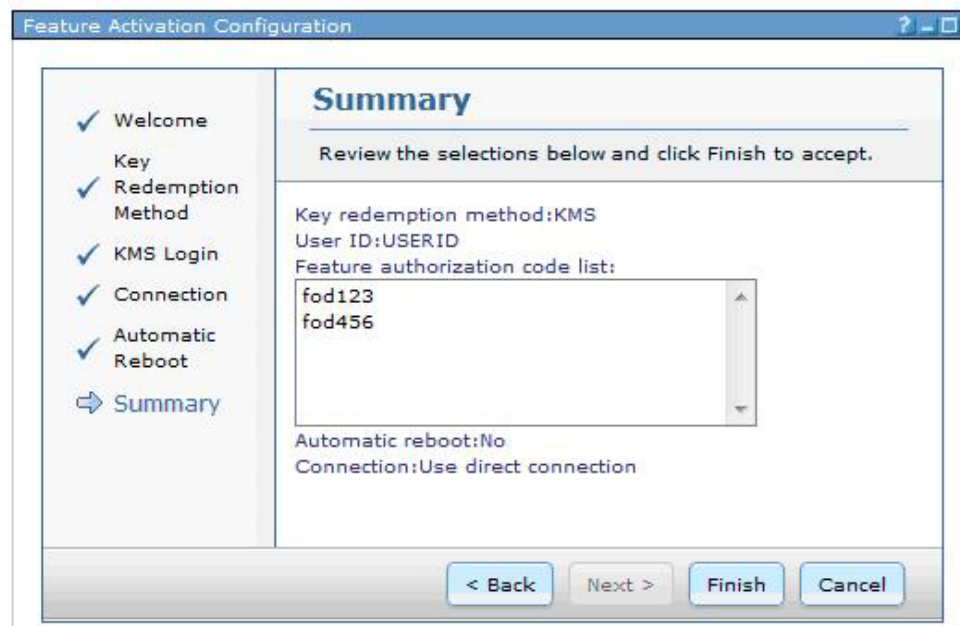 Feature Activation Configuration
?
Welcome
Key
Redemption
Method
KMS Login
Connection
Automatic
Reboot
Summary
Summary
Review the selections below and click Finish to accept.
Key redemption method:KMS
User ID:USERID
Feature authorization code list:
fod123
fod456
Automatic reboot:No
Connection:Use direct connection
< Back
Next >
Finish
Cancel